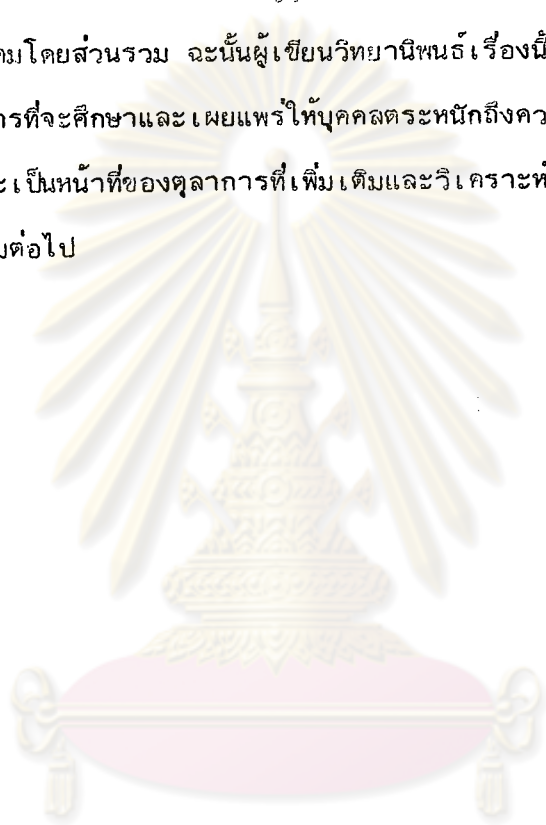 คมโดยส่วนรวม ฉะนั้นผู้เขียนวิทยานิพนธ์เรื่องนี้
ารที่จะศึกษาและเผยแพร่ให้บุคคลตระหนักถึงคว
ะเป็นหน้าที่ของตุลาการที่เพิ่มเติมและวิเคราะห์
มต่อไป